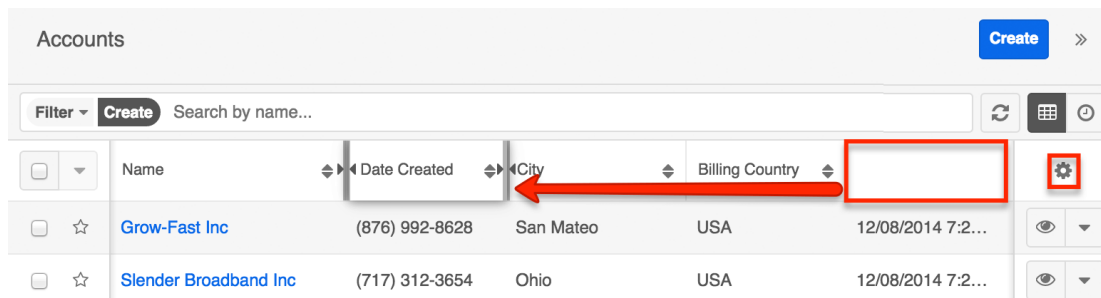 Accounts
Create
Filter Create Search by name...
Name Date Created City Billing Country
Grow-Fast Inc (876) 992-8628 San Mateo USA 12/08/2014 7:2...
Slender Broadband Inc (717) 312-3654 Ohio USA 12/08/2014 7:2...